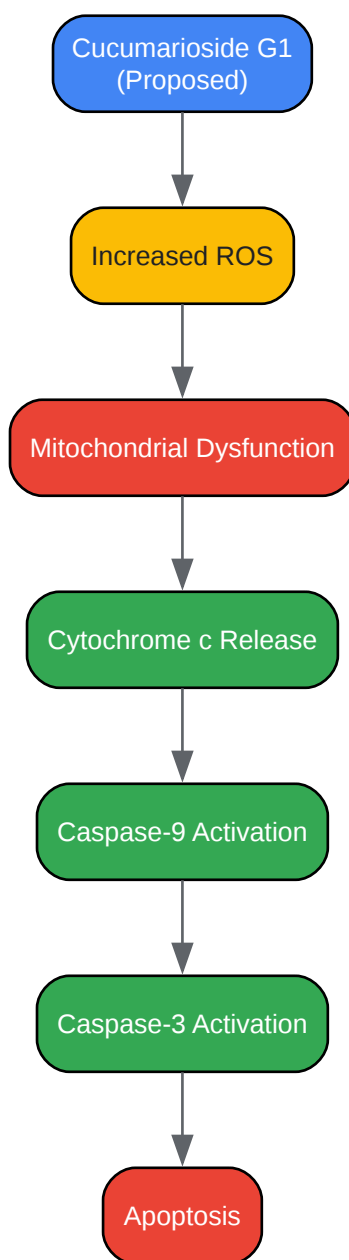 Cucumarioside G1
(Proposed)
Increased ROS
Mitochondrial Dysfunction
Cytochrome c Release
Caspase-9 Activation
Caspase-3 Activation
Apoptosis